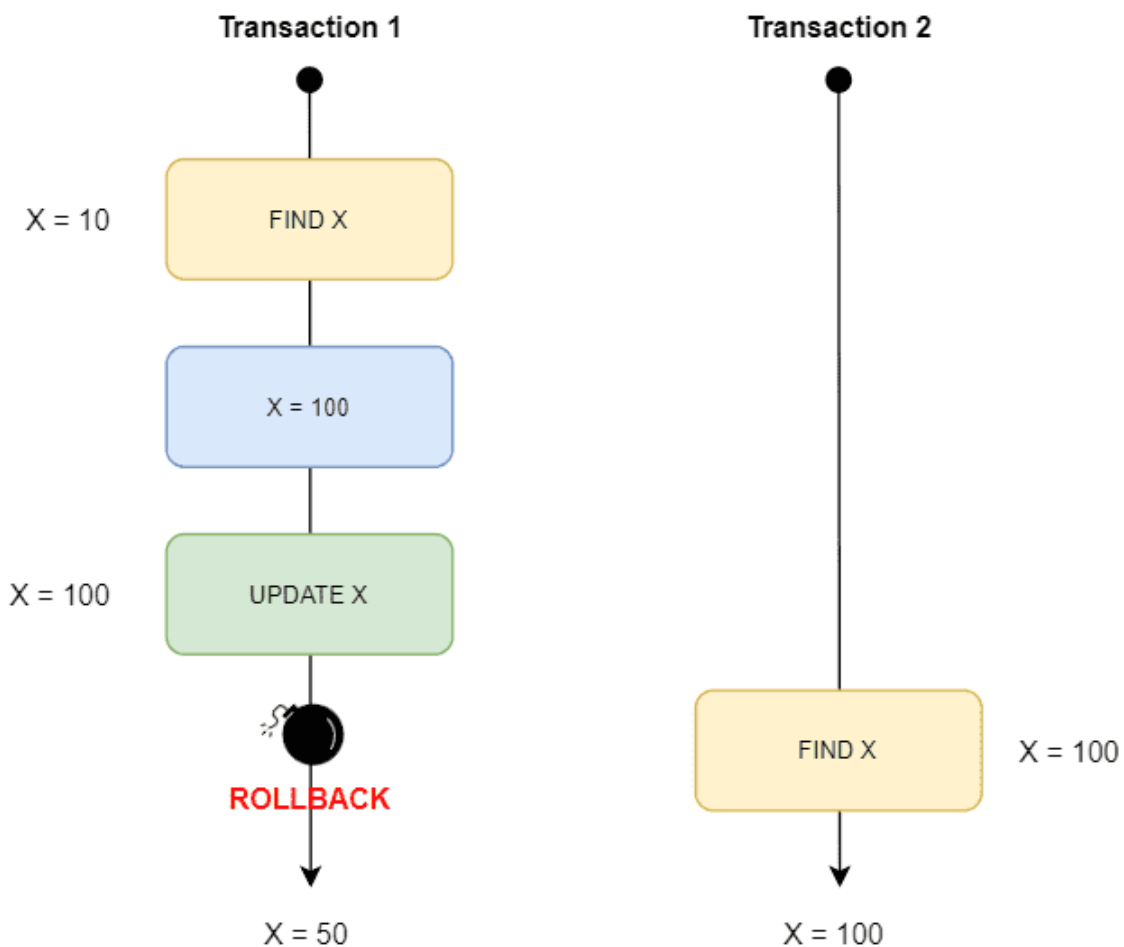 Transaction 1
Transaction 2
X = 10
FIND X
X = 100
X = 100
UPDATE X
FIND X
X = 100
ROLLBACK
X = 50
X = 100